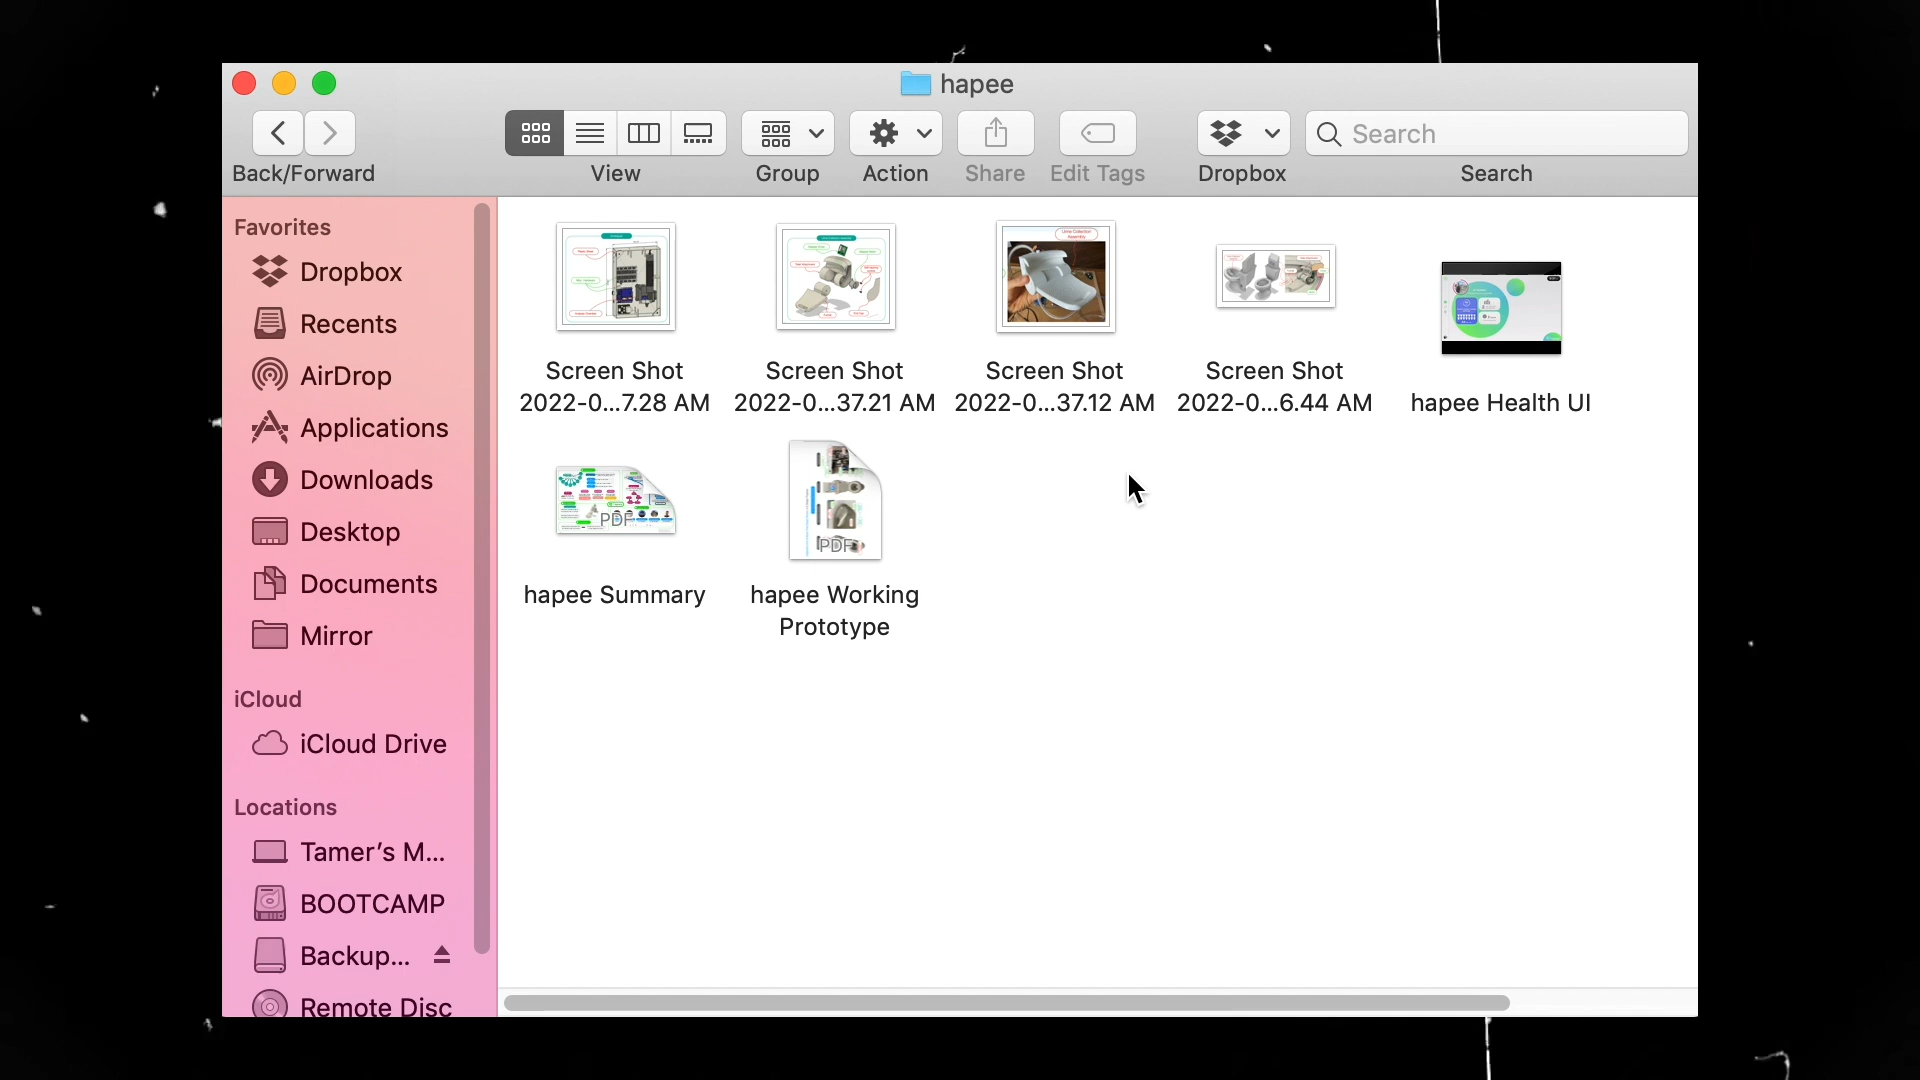 hapee
Search
Back/Forward
View
Group
Action
Share
Edit Tags
Dropbox
Search
Favorites
Dropbox
Recents
AirDrop
Applications
Downloads
Desktop
Documents
Mirror
iCloud
iCloud Drive
Locations
Tamer's M...
BOOTCAMP
Backup...
Remote Disc
Screen Shot
2022-0...7.28 AM
Screen Shot
2022-0...37.21 AM
Urine Collection
Assembly
Screen Shot
2022-0...37.12 AM
Screen Shot
2022-0...6.44 AM
hapee Health UI
PDF
hapee Summary
PDF
hapee Working
Prototype